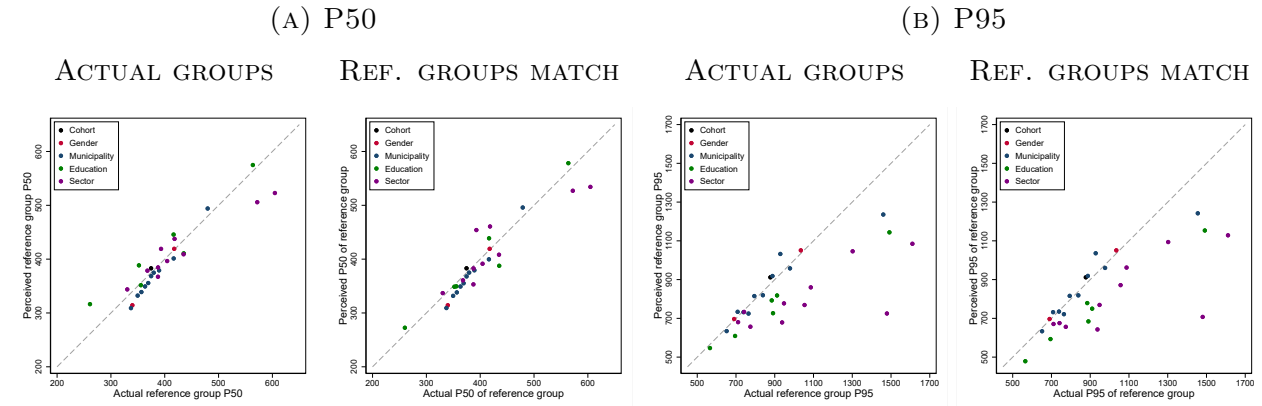 (A) P50
(B) P95
ACTUAL GROUPS
REF. GROUPS MATCH
ACTUAL GROUPS
REF. GROUPS MATCH
Cohort
Gender
Municipality
Education
Sector
Perceived reference group P50
200 300 400 500 600
200 300 400 500 600
Actual reference group P50
Cohort
Gender
Municipality
Education
Sector
Perceived P50 of reference group
200 300 400 500 600
200 300 400 500 600
Actual P50 of reference group
Cohort
Gender
Municipality
Education
Sector
Perceived reference group P95
500 700 900 1100 1300 1500 1700
500 700 900 1100 1300 1500 1700
Actual reference group P95
Cohort
Gender
Municipality
Education
Sector
Perceived P95 of reference group
500 700 900 1100 1300 1500 1700
500 700 900 1100 1300 1500 1700
Actual P95 of reference group